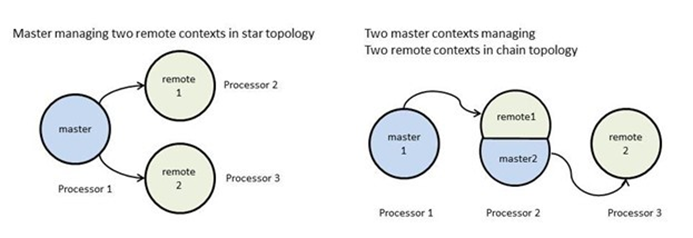 Master managing two remote contexts in star topology
remote
1
Processor 2
master
remote
2
Processor 3
Processor 1
Two master contexts managing
Two remote contexts in chain topology
master
1
remote1
master2
remote
2
Processor 1
Processor 2
Processor 3